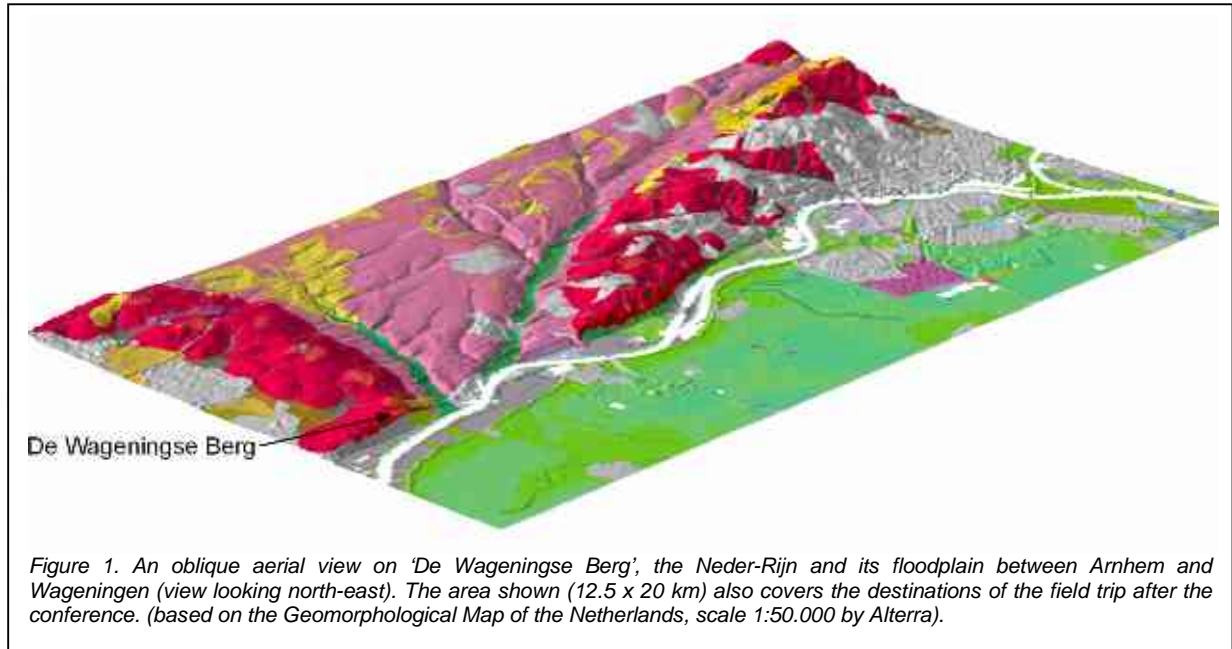 De Wageningse Berg
Figure 1. An oblique aerial view on ‘De Wageningse Berg’, the Neder-Rijn and its floodplain between Arnhem and
Wageningen (view looking north-east). The area shown (12.5 x 20 km) also covers the destinations of the field trip after the
conference. (based on the Geomorphological Map of the Netherlands, scale 1:50.000 by Alterra).